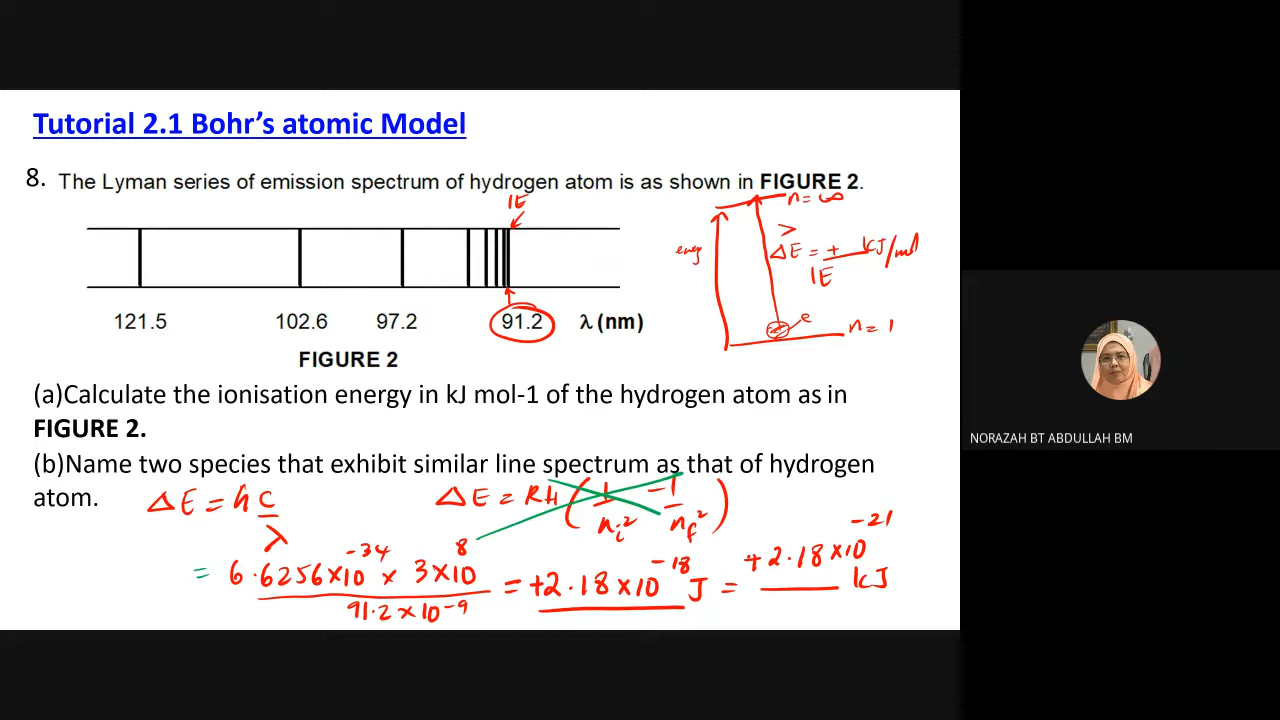 Tutorial 2.1 Bohr's atomic Model
8. The Lyman series of emission spectrum of hydrogen atom is as shown in FIGURE 2.
IE
n = ∞
energy
ΔE = + kJ/mol
IE
e
n = 1
121.5 102.6 97.2 91.2 λ (nm)
FIGURE 2
(a)Calculate the ionisation energy in kJ mol-1 of the hydrogen atom as in
FIGURE 2.
(b)Name two species that exhibit similar line spectrum as that of hydrogen
atom.
ΔE = h c/λ
ΔE = RH (1/ni² - 1/nf²)
= 6.6256×10⁻³⁴ × 3×10⁸ / 91.2×10⁻⁹ = +2.18×10⁻¹⁸ J = +2.18×10⁻²¹ kJ
NORAZAH BT ABDULLAH BM